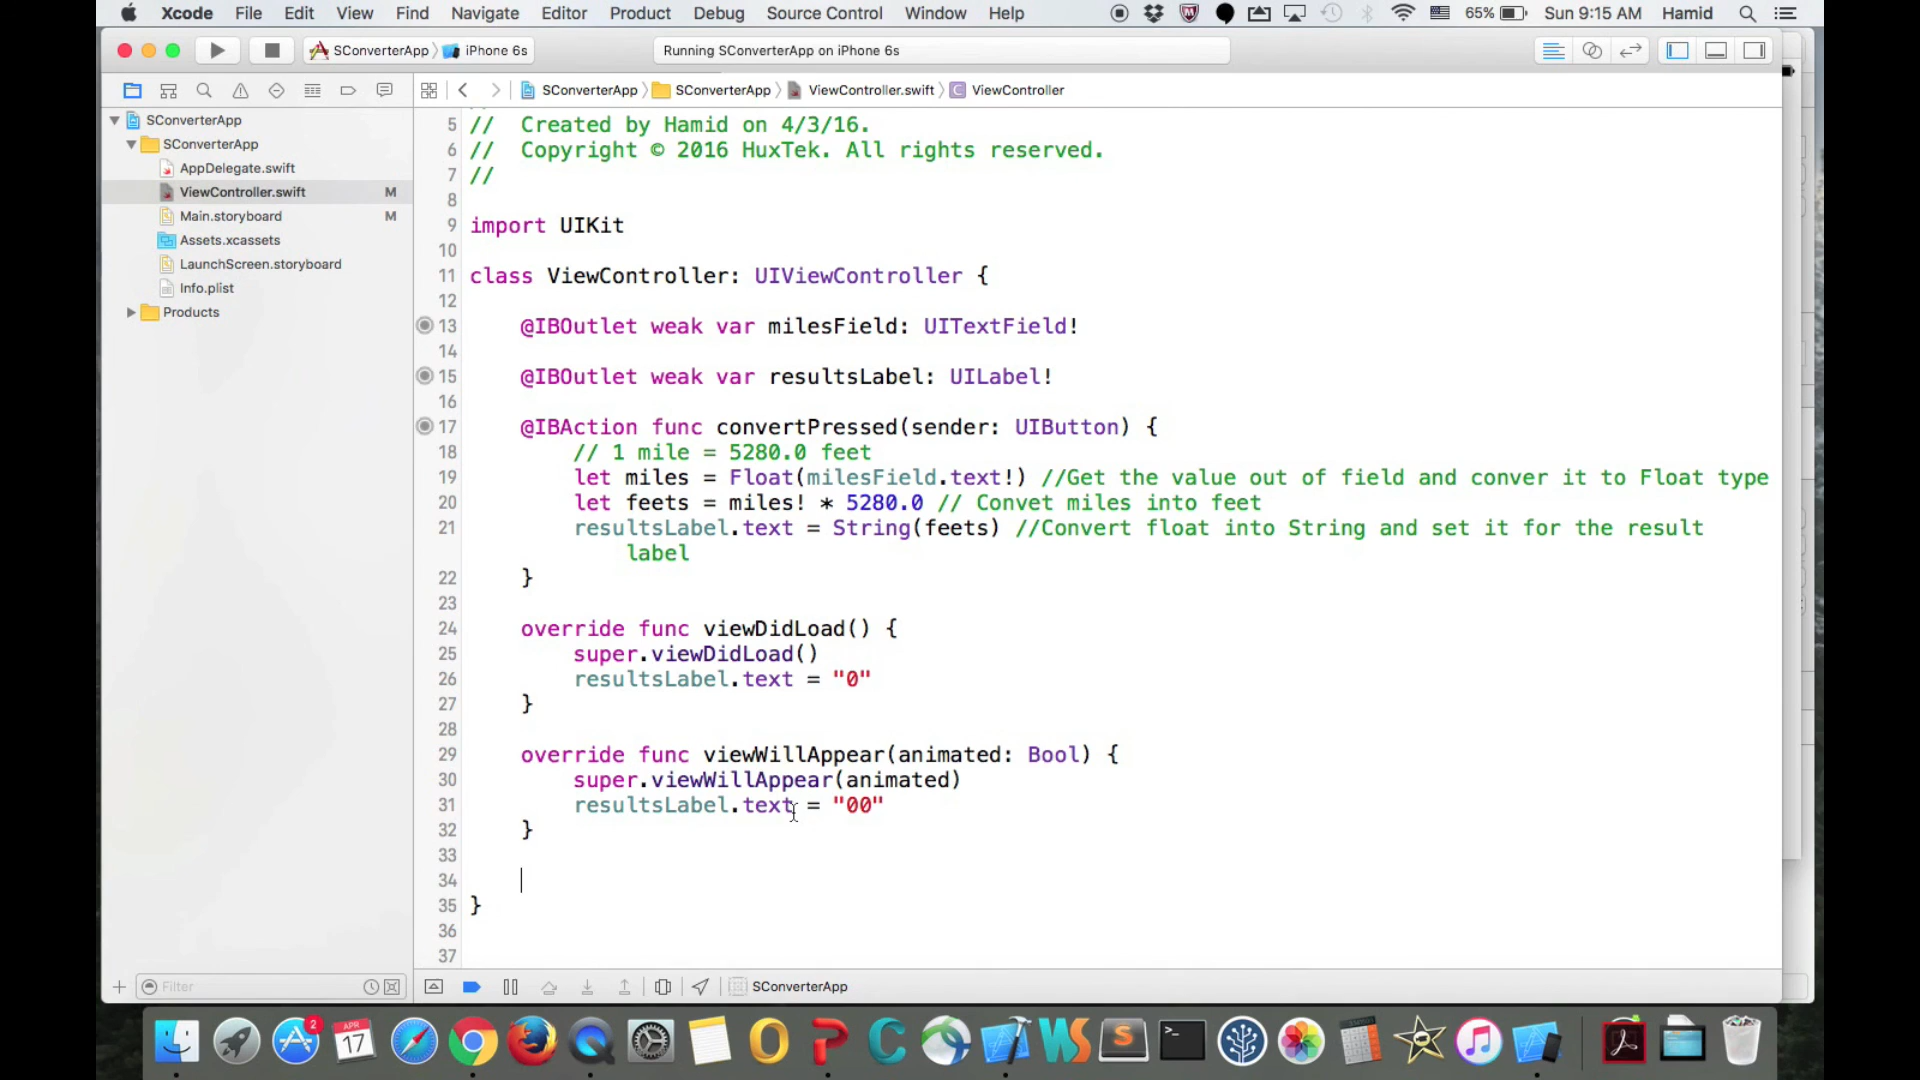 Xcode File Edit View Find Navigate Editor Product Debug Source Control Window Help 65% Sun 9:15 AM Hamid
SConverterApp iPhone 6s Running SConverterApp on iPhone 6s
SConverterApp SConverterApp ViewController.swift C ViewController
SConverterApp
SConverterApp
AppDelegate.swift
ViewController.swift M
Main.storyboard M
Assets.xcassets
LaunchScreen.storyboard
Info.plist
Products
5 // Created by Hamid on 4/3/16.
6 // Copyright © 2016 HuxTek. All rights reserved.
7 //
8
9 import UIKit
10
11 class ViewController: UIViewController {
12
13 @IBOutlet weak var milesField: UITextField!
14
15 @IBOutlet weak var resultsLabel: UILabel!
16
17 @IBAction func convertPressed(sender: UIButton) {
18 // 1 mile = 5280.0 feet
19 let miles = Float(milesField.text!) //Get the value out of field and conver it to Float type
20 let feets = miles! * 5280.0 // Convet miles into feet
21 resultsLabel.text = String(feets) //Convert float into String and set it for the result
label
22 }
23
24 override func viewDidLoad() {
25 super.viewDidLoad()
26 resultsLabel.text = "0"
27 }
28
29 override func viewWillAppear(animated: Bool) {
30 super.viewWillAppear(animated)
31 resultsLabel.text = "00"
32 }
33
34
35 }
36
37
Filter SConverterApp
2 APR 17